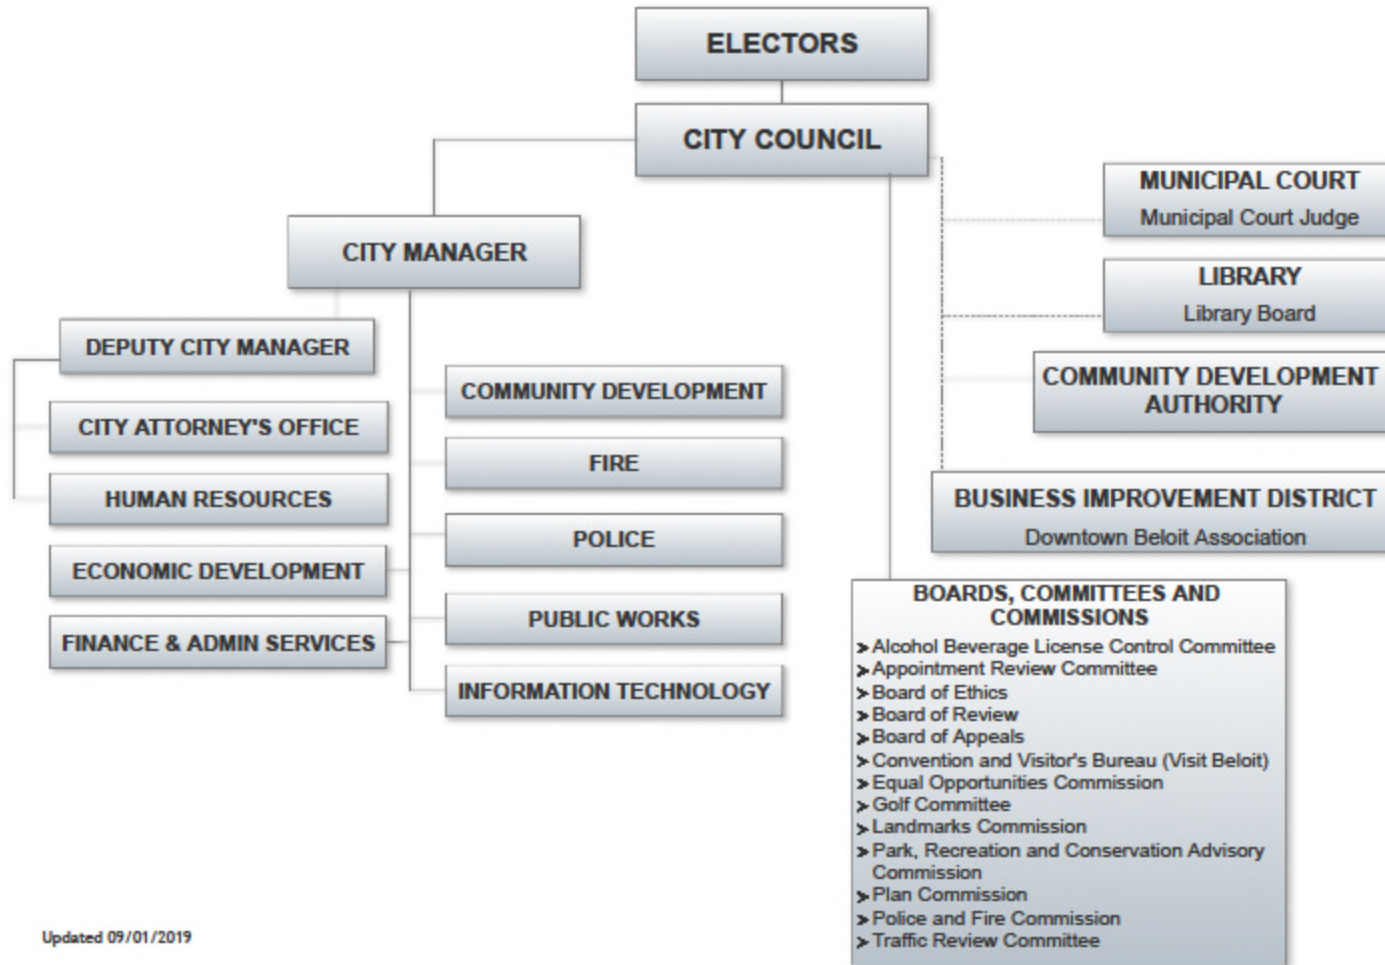 ELECTORS
CITY COUNCIL
MUNICIPAL COURT
Municipal Court Judge
CITY MANAGER
LIBRARY
Library Board
DEPUTY CITY MANAGER
COMMUNITY DEVELOPMENT
AUTHORITY
COMMUNITY DEVELOPMENT
CITY ATTORNEY'S OFFICE
FIRE
HUMAN RESOURCES
BUSINESS IMPROVEMENT DISTRICT
Downtown Beloit Association
POLICE
ECONOMIC DEVELOPMENT
PUBLIC WORKS
FINANCE & ADMIN SERVICES
INFORMATION TECHNOLOGY
BOARDS, COMMITTEES AND
COMMISSIONS
➢ Alcohol Beverage License Control Committee
➢ Appointment Review Committee
➢ Board of Ethics
➢ Board of Review
➢ Board of Appeals
➢ Convention and Visitor's Bureau (Visit Beloit)
➢ Equal Opportunities Commission
➢ Golf Committee
➢ Landmarks Commission
➢ Park, Recreation and Conservation Advisory
Commission
➢ Plan Commission
➢ Police and Fire Commission
➢ Traffic Review Committee
Updated 09/01/2019